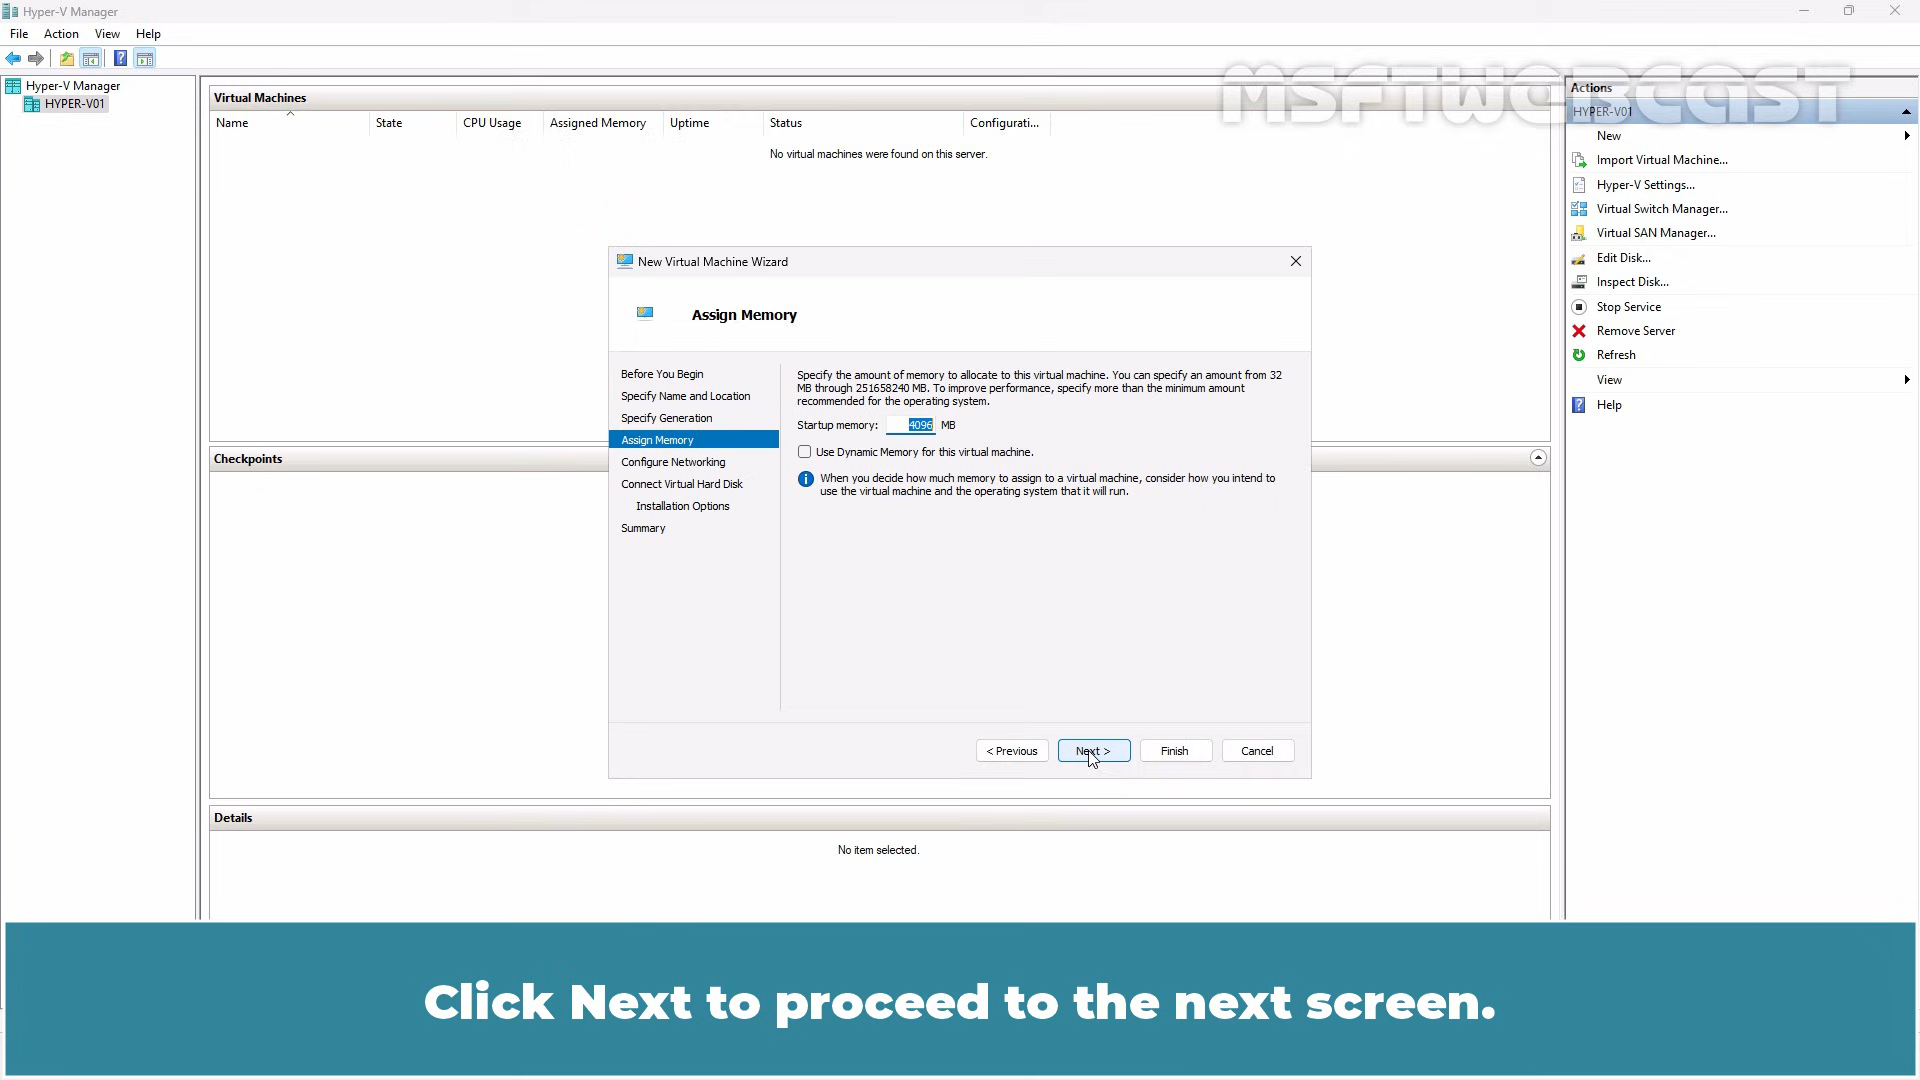 Hyper-V Manager
File Action View Help
Hyper-V Manager
HYPER-V01
Virtual Machines
Name State CPU Usage Assigned Memory Uptime Status Configurati...
No virtual machines were found on this server.
MSFTWEBCAST
New Virtual Machine Wizard
Assign Memory
Before You Begin
Specify Name and Location
Specify Generation
Assign Memory
Configure Networking
Connect Virtual Hard Disk
Installation Options
Summary
Specify the amount of memory to allocate to this virtual machine. You can specify an amount from 32
MB through 251658240 MB. To improve performance, specify more than the minimum amount
recommended for the operating system.
Startup memory: 4096 MB
Use Dynamic Memory for this virtual machine.
When you decide how much memory to assign to a virtual machine, consider how you intend to
use the virtual machine and the operating system that it will run.
< Previous Next > Finish Cancel
Checkpoints
Details
No item selected.
Actions
HYPER-V01
New
Import Virtual Machine...
Hyper-V Settings...
Virtual Switch Manager...
Virtual SAN Manager...
Edit Disk...
Inspect Disk...
Stop Service
Remove Server
Refresh
View
Help
Click Next to proceed to the next screen.